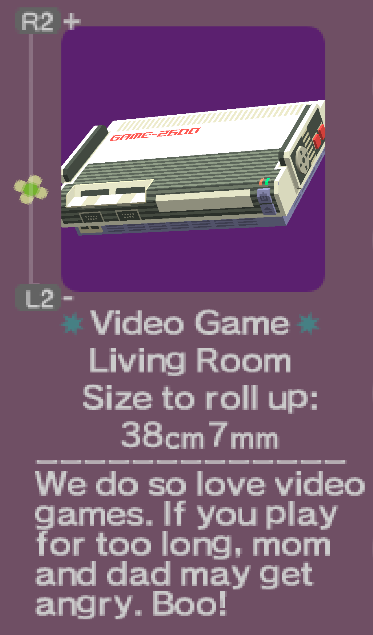 R2 +
GAME-2600
L2 -
Video Game
Living Room
Size to roll up:
38cm7mm
We do so love video
games. If you play
for too long, mom
and dad may get
angry. Boo!